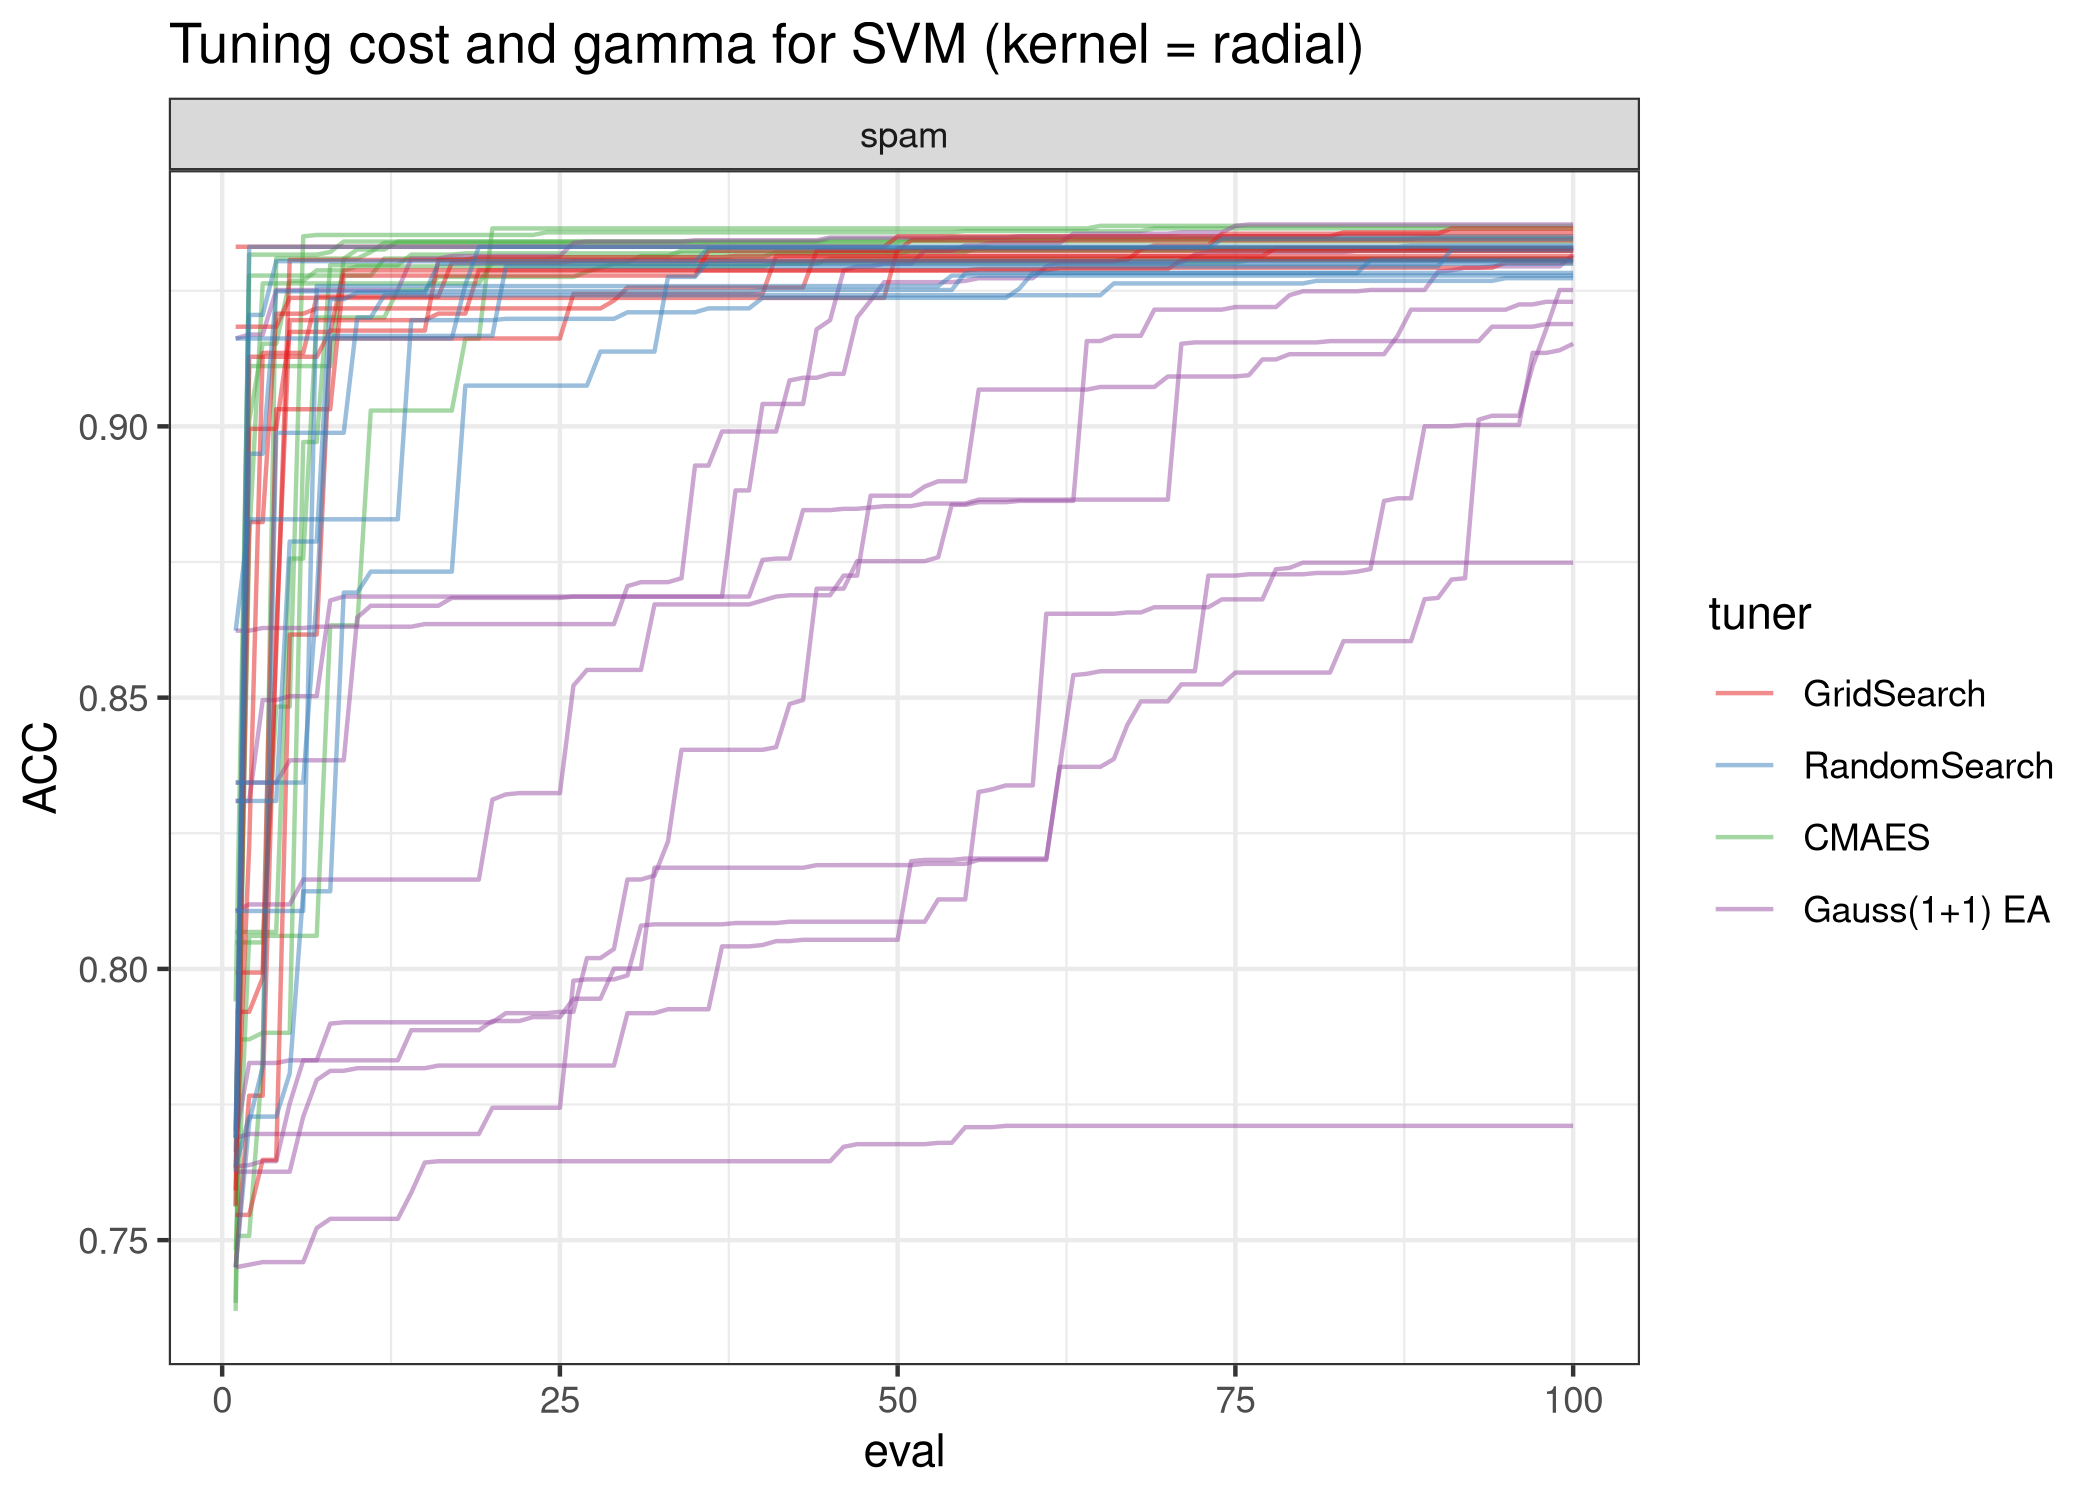 Tuning cost and gamma for SVM (kernel = radial)
spam
ACC
0.90
0.85
0.80
0.75
0
25
50
75
100
eval
tuner
GridSearch
RandomSearch
CMAES
Gauss(1+1) EA